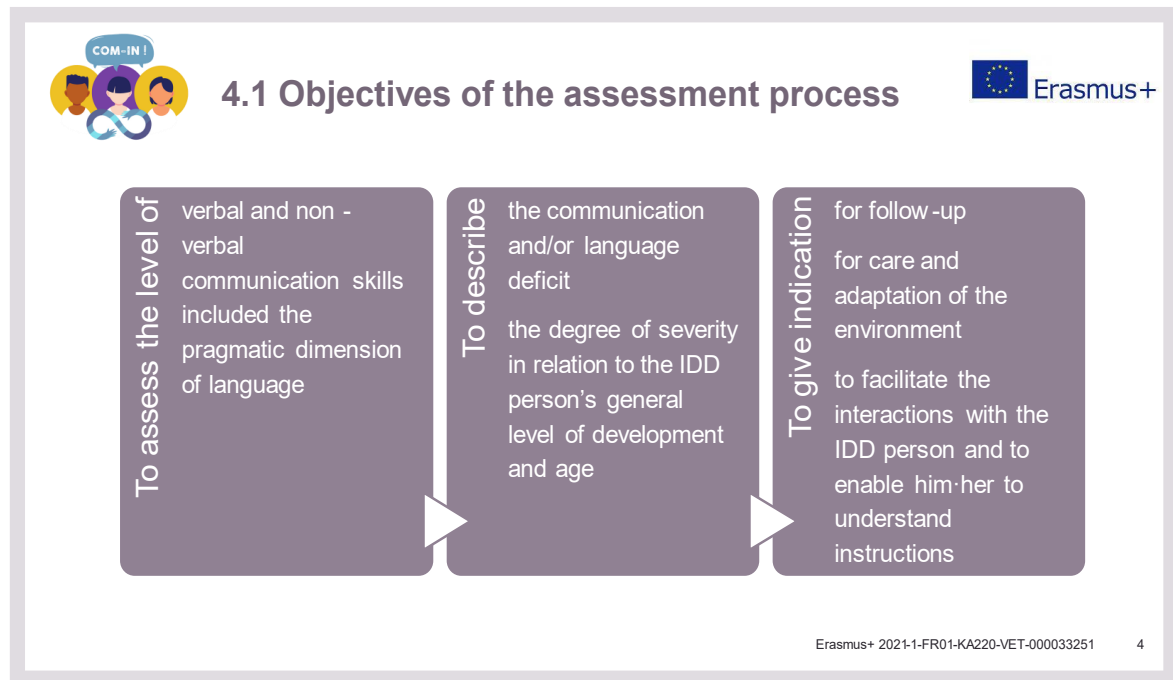 COM-IN !
4.1 Objectives of the assessment process
Erasmus+
To assess the level of
verbal and non -
verbal
communication skills
included the
pragmatic dimension
of language
To describe
the communication
and/or language
deficit
the degree of severity
in relation to the IDD
person’s general
level of development
and age
To give indication
for follow -up
for care and
adaptation of the
environment
to facilitate the
interactions with the
IDD person and to
enable him·her to
understand
instructions
Erasmus+ 2021-1-FR01-KA220-VET-000033251 4